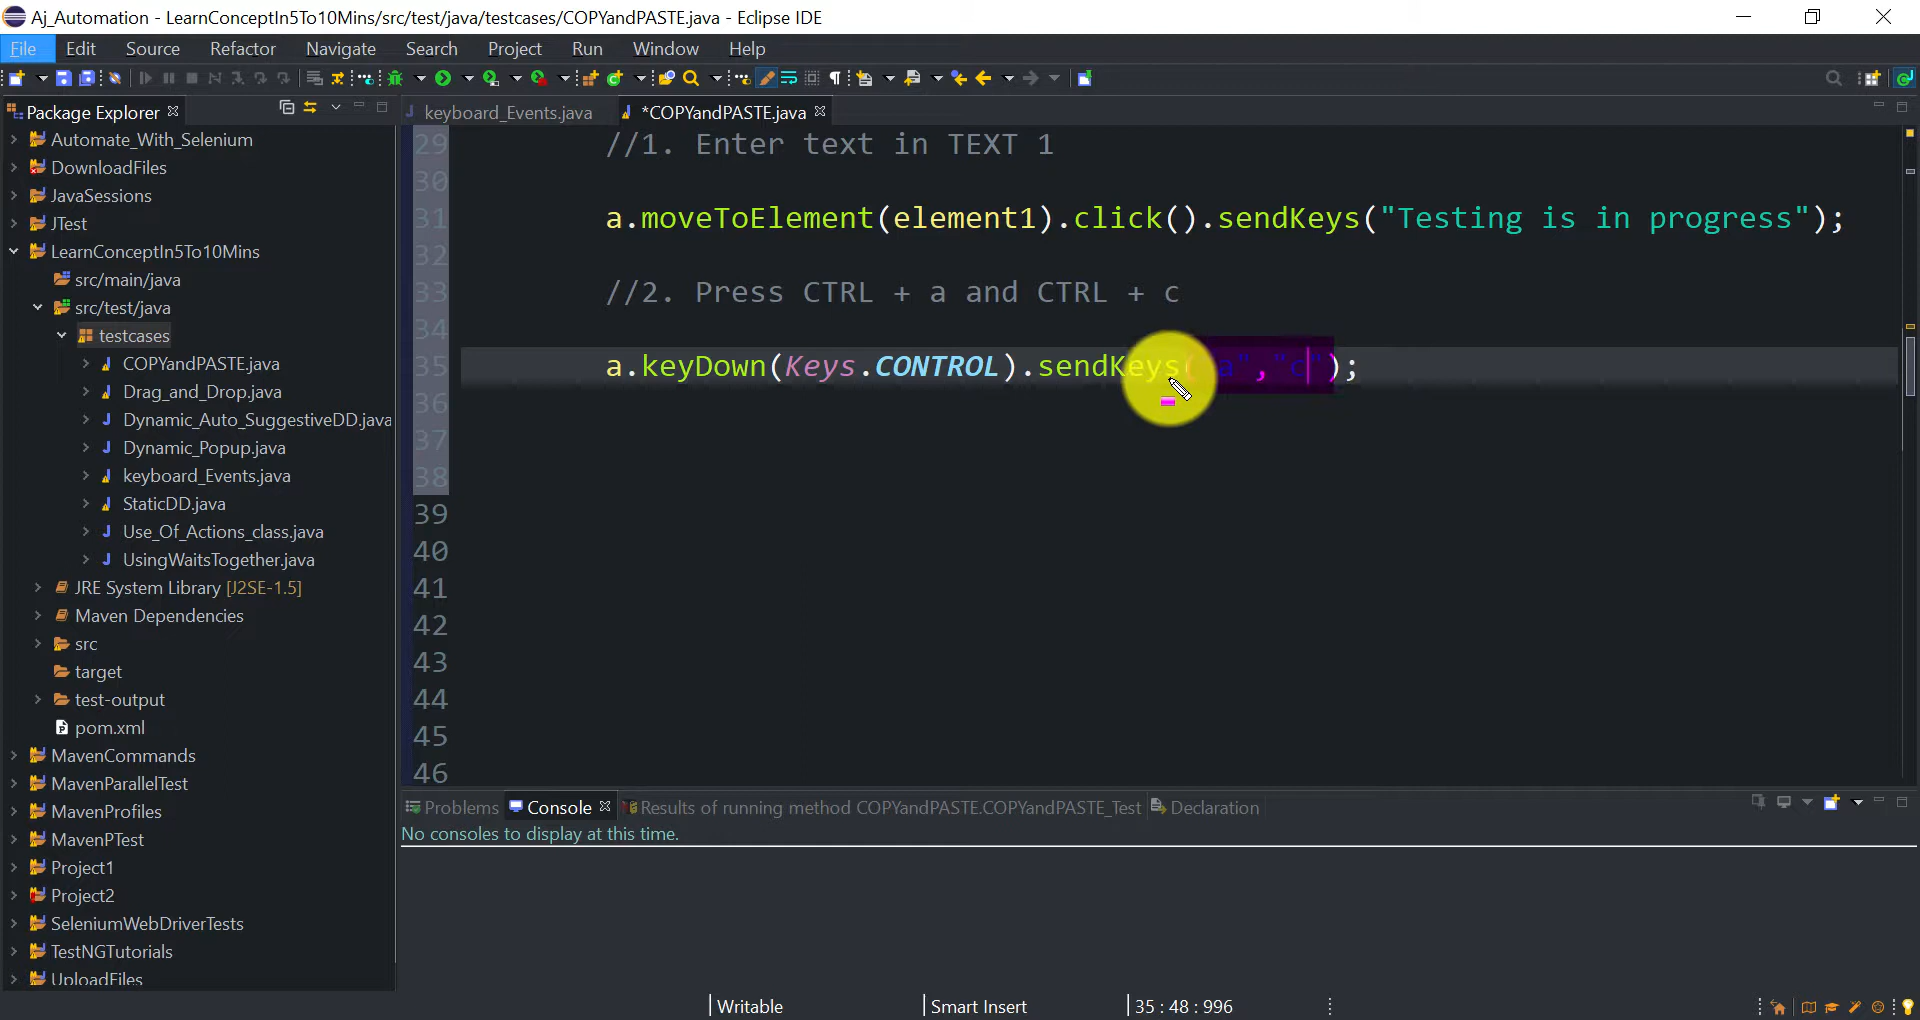 Aj_Automation - LearnConceptIn5To10Mins/src/test/java/testcases/COPYandPASTE.java - Eclipse IDE
File Edit Source Refactor Navigate Search Project Run Window Help
Package Explorer
keyboard_Events.java
*COPYandPASTE.java
Automate_With_Selenium
DownloadFiles
JavaSessions
JTest
LearnConceptIn5To10Mins
src/main/java
src/test/java
testcases
COPYandPASTE.java
Drag_and_Drop.java
Dynamic_Auto_SuggestiveDD.java
Dynamic_Popup.java
keyboard_Events.java
StaticDD.java
Use_Of_Actions_class.java
UsingWaitsTogether.java
JRE System Library [J2SE-1.5]
Maven Dependencies
src
target
test-output
pom.xml
MavenCommands
MavenParallelTest
MavenProfiles
MavenPTest
Project1
Project2
SeleniumWebDriverTests
TestNGTutorials
UploadFiles
29 //1. Enter text in TEXT 1
30
31 a.moveToElement(element1).click().sendKeys("Testing is in progress");
32
33 //2. Press CTRL + a and CTRL + c
34
35 a.keyDown(Keys.CONTROL).sendKeys("a","c");
36
37
38
39
40
41
42
43
44
45
46
Problems Console Results of running method COPYandPASTE.COPYandPASTE_Test Declaration
No consoles to display at this time.
Writable Smart Insert 35 : 48 : 996